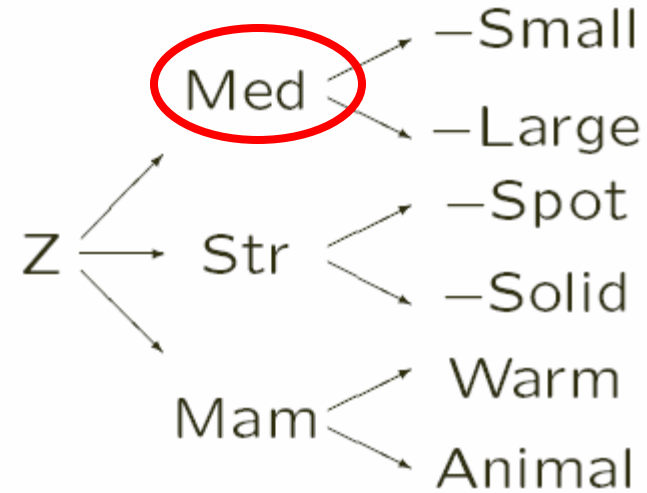 –Small
Med
–Large
–Spot
Z
Str
–Solid
Warm
Mam
Animal